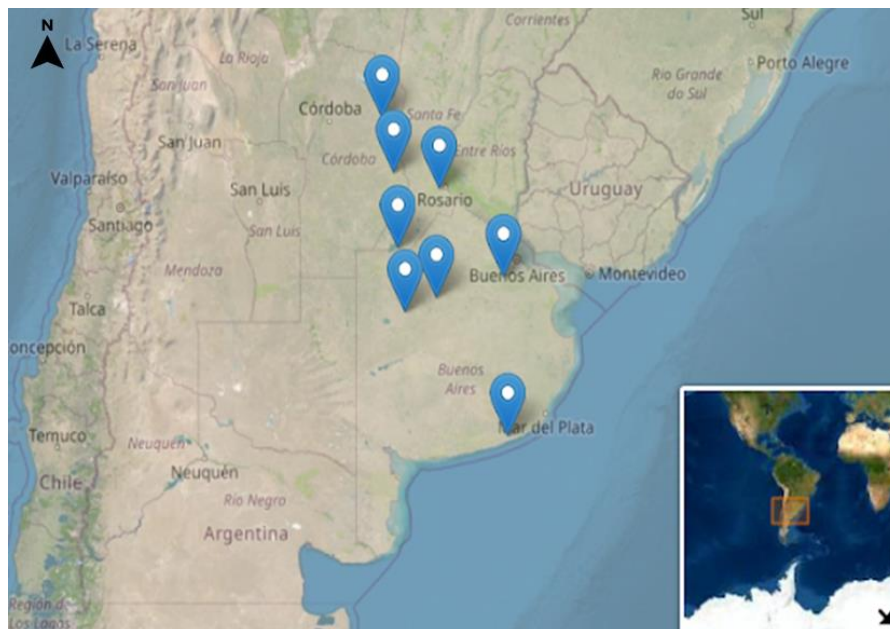 N
Corrientes
Sul
La Serena
La Rioja
Porto Alegre
San Juan
Rio Grande
do Sul
Córdoba
Santa Fe
San Juan
Córdoba
Entre Ríos
Valparaíso
San Luis
Uruguay
Rosario
Santiago
San Luis
Mendoza
Buenos Aires
Montevideo
Talca
oncepción
Buenos
Aires
Mar del Plata
Temuco
Neuquén
Neuquén
Chile
Río Negro
Argentina
Región de
Los Lagos